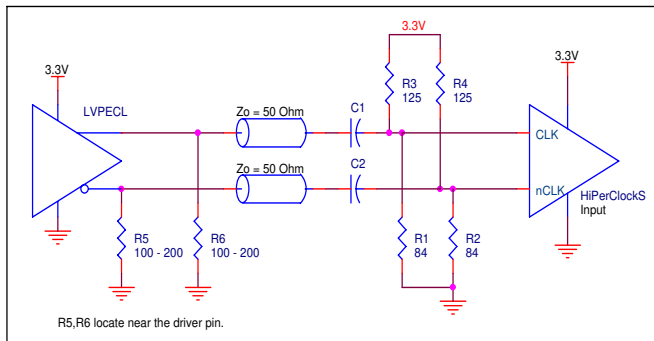 3.3V
3.3V
3.3V
LVPECL
R3
125
R4
125
Zo = 50 Ohm
C1
CLK
Zo = 50 Ohm
C2
nCLK
HiPerClockS
Input
R5
100 - 200
R6
100 - 200
R1
84
R2
84
R5,R6 locate near the driver pin.